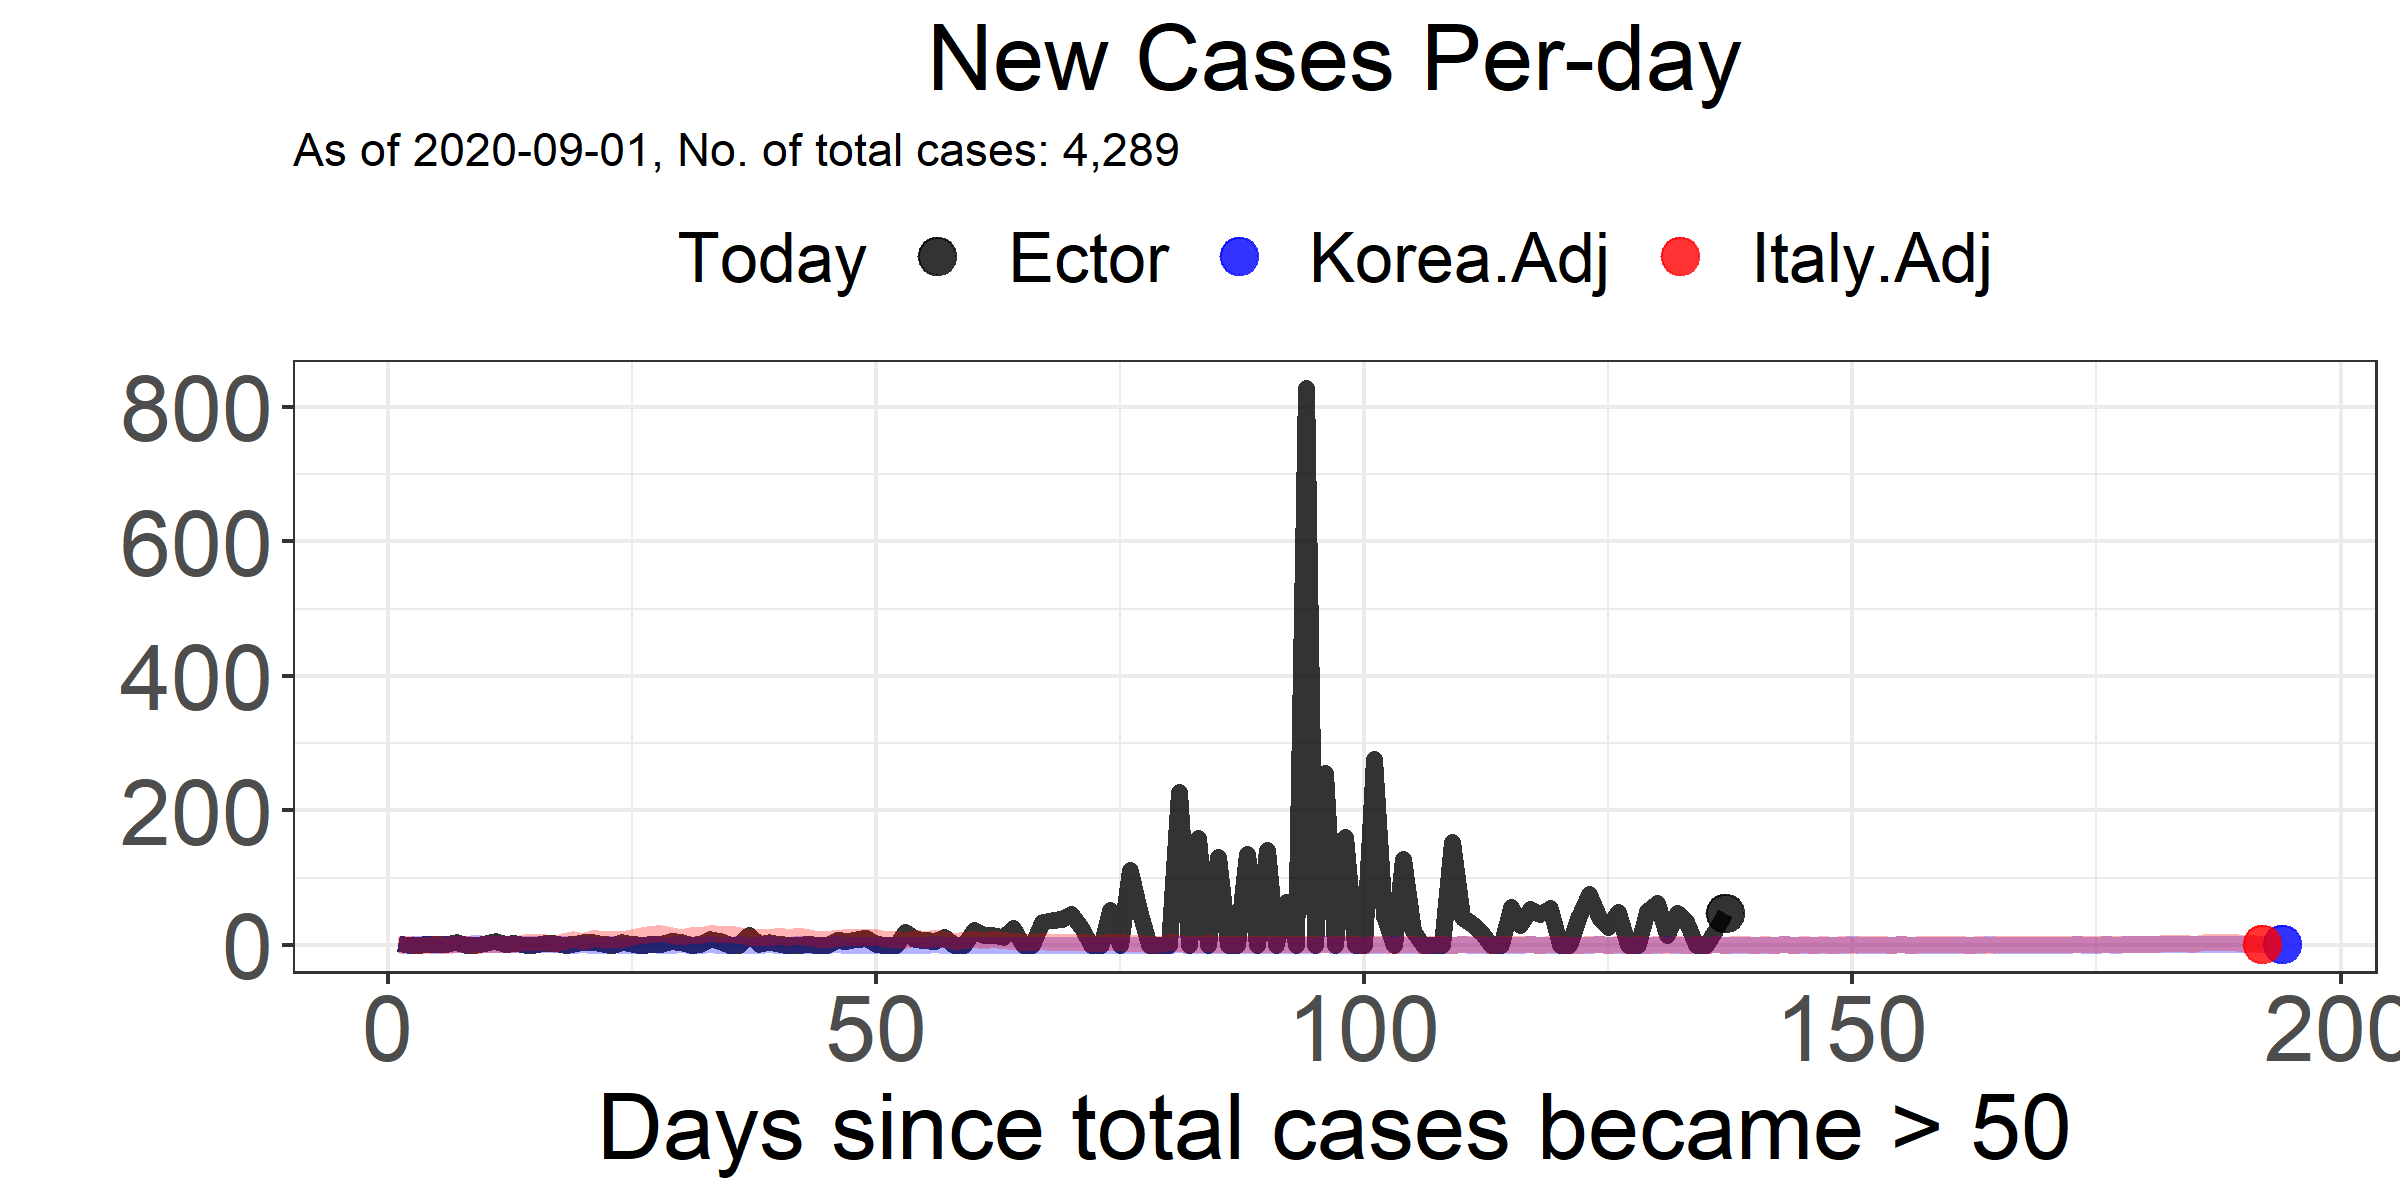 New Cases Per-day
As of 2020-09-01, No. of total cases: 4,289
Today Ector Korea.Adj Italy.Adj
800
600
400
200
0
0 50 100 150 200
Days since total cases became > 50